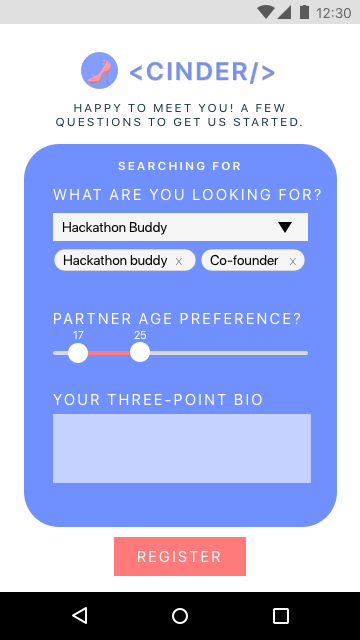 12:30
<CINDER/>
HAPPY TO MEET YOU! A FEW
QUESTIONS TO GET US STARTED.
SEARCHING FOR
WHAT ARE YOU LOOKING FOR?
Hackathon Buddy
Hackathon buddy x Co-founder x
PARTNER AGE PREFERENCE?
17 25
YOUR THREE-POINT BIO
REGISTER